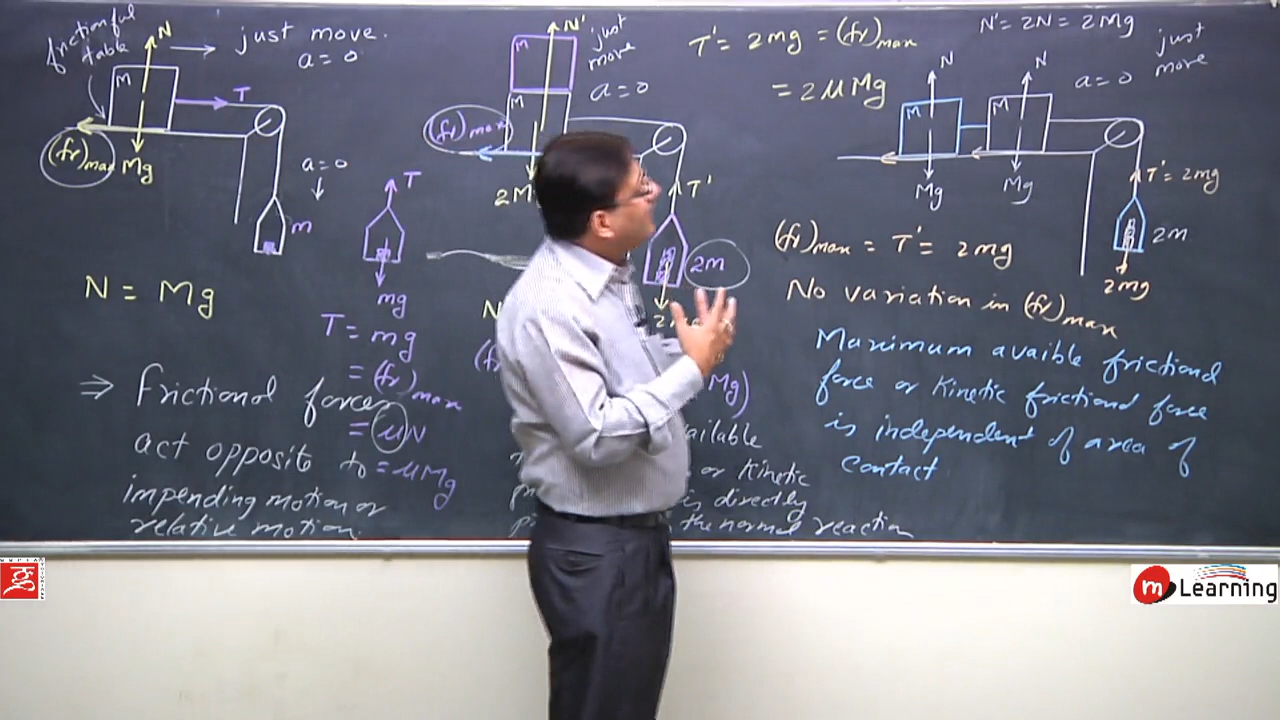 frictionful
table
N
just move.
a = 0
M
T
(fr)max
Mg
a = 0
m
T
mg
N = Mg
T = mg
= (fr)max
= μN
= μMg
⇒ Frictional forces
act opposite to
impending motion or
relative motion.
N'
just
move
a = 0
M
M
(fr)max
T'
2m
Mg)
ailable
or Kinetic
is directly
the normal reaction
T' = 2mg = (fr)max
= 2μMg
N' = 2N = 2Mg
just
move
a = 0
N
N
M
M
Mg
Mg
T' = 2mg
2m
2mg
(fr)max = T' = 2mg
No variation in (fr)max
Maximum avaible frictional
force or Kinetic frictional force
is independent of area of
contact
m Learning